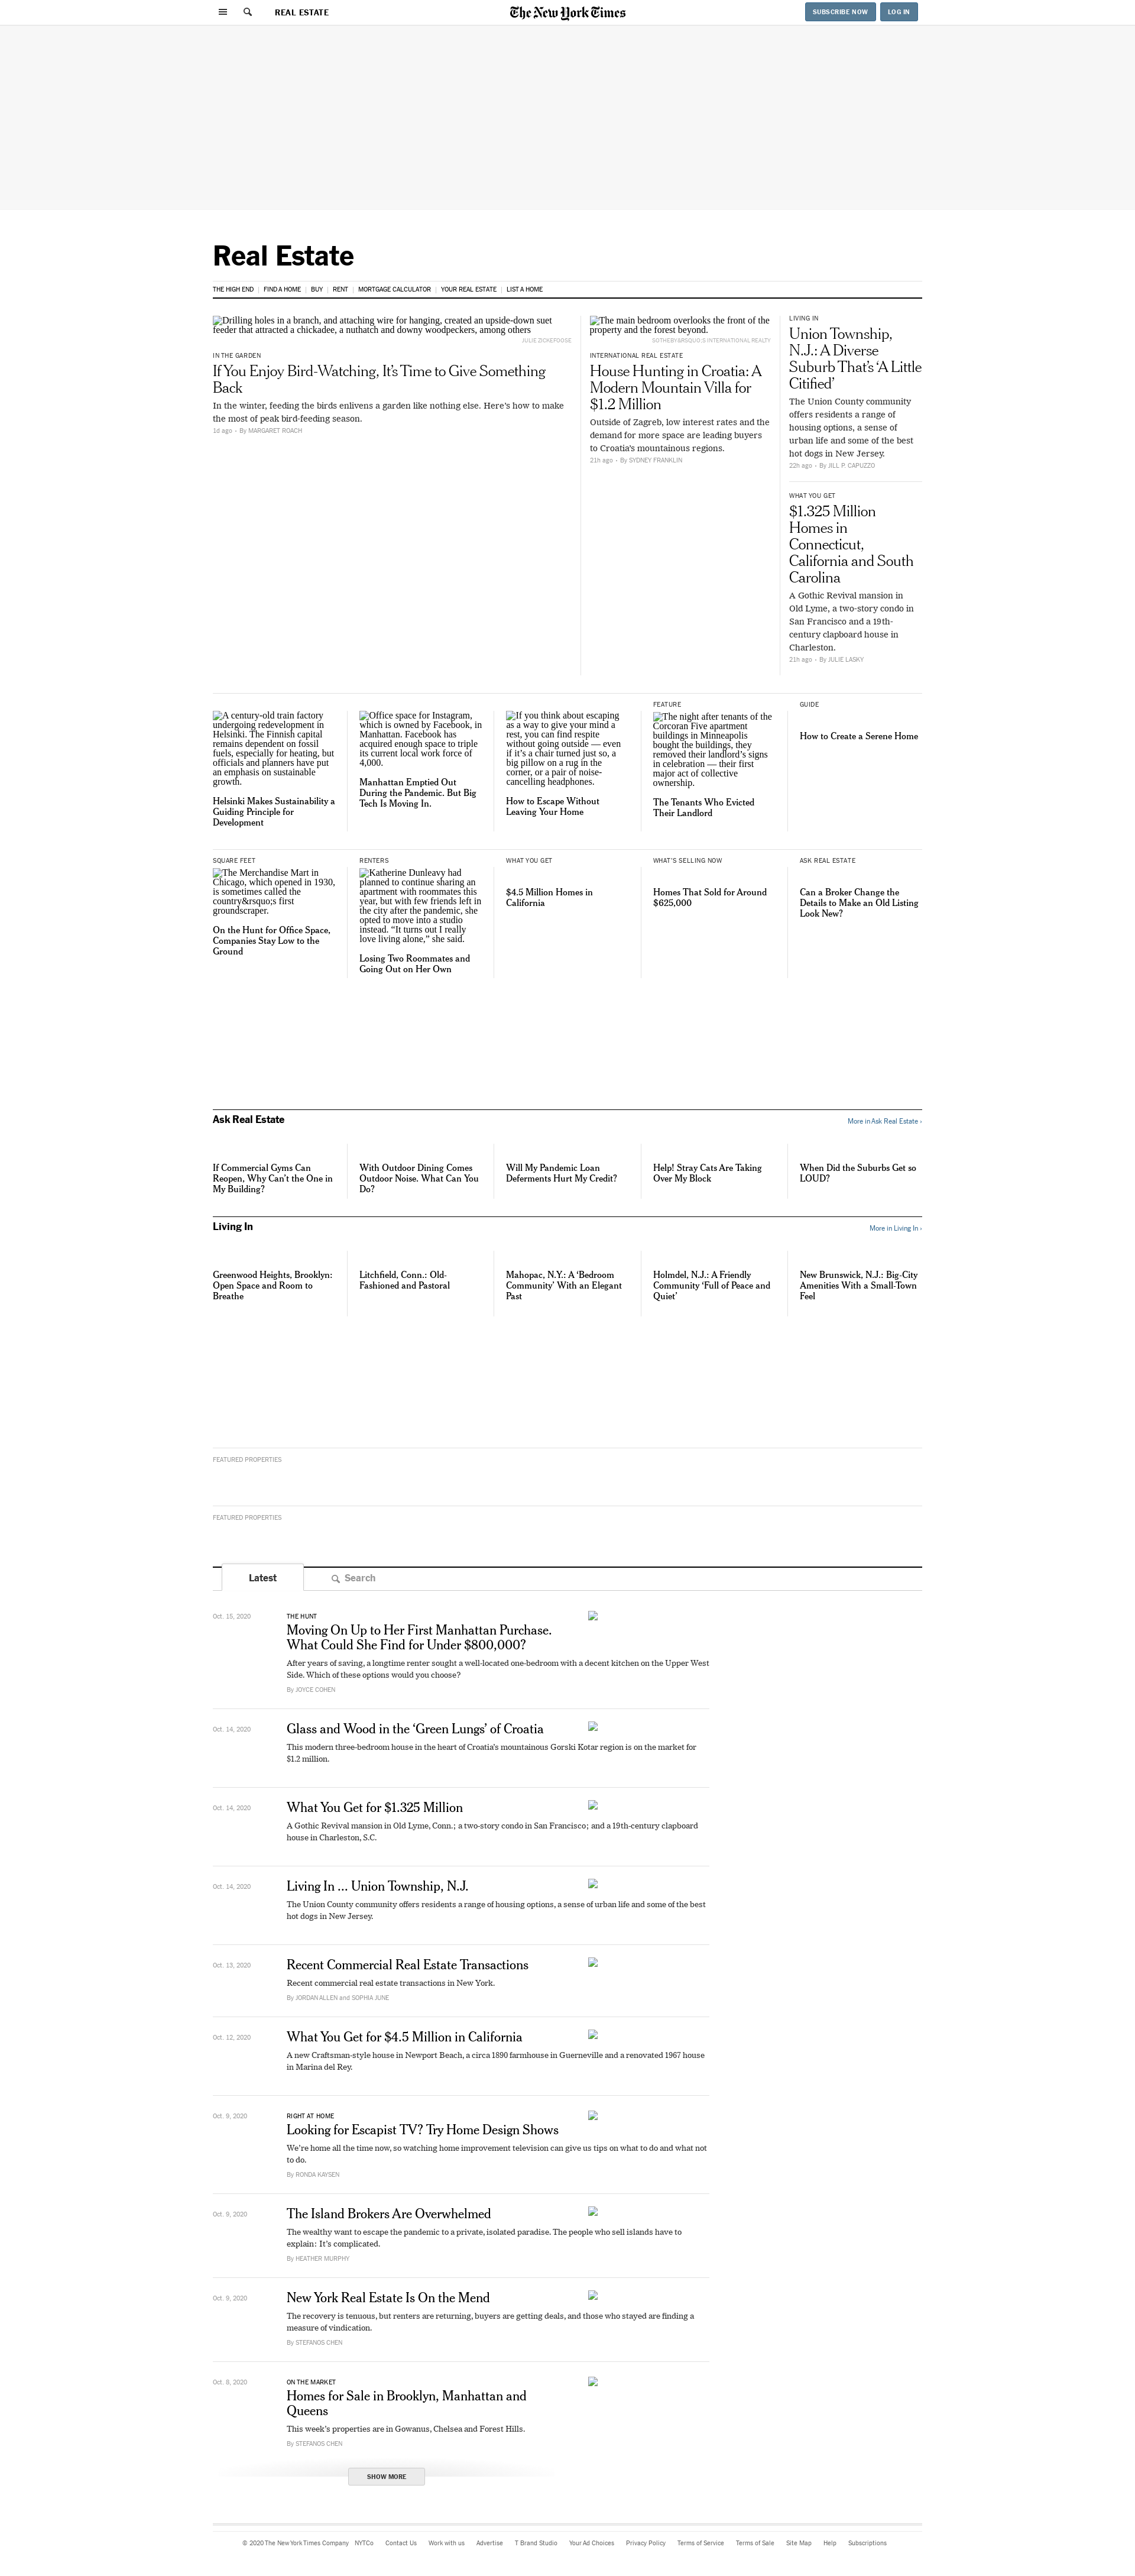 REAL ESTATE
The New York Times
SUBSCRIBE NOW
LOG IN
Real Estate
THE HIGH END | FIND A HOME | BUY | RENT | MORTGAGE CALCULATOR | YOUR REAL ESTATE | LIST A HOME
Drilling holes in a branch, and attaching wire for hanging, created an upside-down suet
feeder that attracted a chickadee, a nuthatch and downy woodpeckers, among others
JULIE ZICKEFOOSE
IN THE GARDEN
If You Enjoy Bird-Watching, It’s Time to Give Something
Back
In the winter, feeding the birds enlivens a garden like nothing else. Here’s how to make
the most of peak bird-feeding season.
1d ago · By MARGARET ROACH
The main bedroom overlooks the front of the
property and the forest beyond.
SOTHEBY&RSQUO;S INTERNATIONAL REALTY
INTERNATIONAL REAL ESTATE
House Hunting in Croatia: A
Modern Mountain Villa for
$1.2 Million
Outside of Zagreb, low interest rates and the
demand for more space are leading buyers
to Croatia’s mountainous regions.
21h ago · By SYDNEY FRANKLIN
LIVING IN
Union Township,
N.J.: A Diverse
Suburb That’s ‘A Little
Citified’
The Union County community
offers residents a range of
housing options, a sense of
urban life and some of the best
hot dogs in New Jersey.
22h ago · By JILL P. CAPUZZO
WHAT YOU GET
$1.325 Million
Homes in
Connecticut,
California and South
Carolina
A Gothic Revival mansion in
Old Lyme, a two-story condo in
San Francisco and a 19th-
century clapboard house in
Charleston.
21h ago · By JULIE LASKY
A century-old train factory
undergoing redevelopment in
Helsinki. The Finnish capital
remains dependent on fossil
fuels, especially for heating, but
officials and planners have put
an emphasis on sustainable
growth.
Helsinki Makes Sustainability a
Guiding Principle for
Development
Office space for Instagram,
which is owned by Facebook, in
Manhattan. Facebook has
acquired enough space to triple
its current local work force of
4,000.
Manhattan Emptied Out
During the Pandemic. But Big
Tech Is Moving In.
If you think about escaping
as a way to give your mind a
rest, you can find respite
without going outside — even
if it’s a chair turned just so, a
big pillow on a rug in the
corner, or a pair of noise-
cancelling headphones.
How to Escape Without
Leaving Your Home
FEATURE
The night after tenants of the
Corcoran Five apartment
buildings in Minneapolis
bought the buildings, they
removed their landlord’s signs
in celebration — their first
major act of collective
ownership.
The Tenants Who Evicted
Their Landlord
GUIDE
How to Create a Serene Home
SQUARE FEET
The Merchandise Mart in
Chicago, which opened in 1930,
is sometimes called the
country&rsquo;s first
groundscraper.
On the Hunt for Office Space,
Companies Stay Low to the
Ground
RENTERS
Katherine Dunleavy had
planned to continue sharing an
apartment with roommates this
year, but with few friends left in
the city after the pandemic, she
opted to move into a studio
instead. “It turns out I really
love living alone,” she said.
Losing Two Roommates and
Going Out on Her Own
WHAT YOU GET
$4.5 Million Homes in
California
WHAT’S SELLING NOW
Homes That Sold for Around
$625,000
ASK REAL ESTATE
Can a Broker Change the
Details to Make an Old Listing
Look New?
Ask Real Estate
More in Ask Real Estate ›
If Commercial Gyms Can
Reopen, Why Can’t the One in
My Building?
With Outdoor Dining Comes
Outdoor Noise. What Can You
Do?
Will My Pandemic Loan
Deferments Hurt My Credit?
Help! Stray Cats Are Taking
Over My Block
When Did the Suburbs Get so
LOUD?
Living In
More in Living In ›
Greenwood Heights, Brooklyn:
Open Space and Room to
Breathe
Litchfield, Conn.: Old-
Fashioned and Pastoral
Mahopac, N.Y.: A ‘Bedroom
Community’ With an Elegant
Past
Holmdel, N.J.: A Friendly
Community ‘Full of Peace and
Quiet’
New Brunswick, N.J.: Big-City
Amenities With a Small-Town
Feel
FEATURED PROPERTIES
FEATURED PROPERTIES
Latest
Search
Oct. 15, 2020
THE HUNT
Moving On Up to Her First Manhattan Purchase.
What Could She Find for Under $800,000?
After years of saving, a longtime renter sought a well-located one-bedroom with a decent kitchen on the Upper West
Side. Which of these options would you choose?
By JOYCE COHEN
Oct. 14, 2020
Glass and Wood in the ‘Green Lungs’ of Croatia
This modern three-bedroom house in the heart of Croatia’s mountainous Gorski Kotar region is on the market for
$1.2 million.
Oct. 14, 2020
What You Get for $1.325 Million
A Gothic Revival mansion in Old Lyme, Conn.; a two-story condo in San Francisco; and a 19th-century clapboard
house in Charleston, S.C.
Oct. 14, 2020
Living In ... Union Township, N.J.
The Union County community offers residents a range of housing options, a sense of urban life and some of the best
hot dogs in New Jersey.
Oct. 13, 2020
Recent Commercial Real Estate Transactions
Recent commercial real estate transactions in New York.
By JORDAN ALLEN and SOPHIA JUNE
Oct. 12, 2020
What You Get for $4.5 Million in California
A new Craftsman-style house in Newport Beach, a circa 1890 farmhouse in Guerneville and a renovated 1967 house
in Marina del Rey.
Oct. 9, 2020
RIGHT AT HOME
Looking for Escapist TV? Try Home Design Shows
We’re home all the time now, so watching home improvement television can give us tips on what to do and what not
to do.
By RONDA KAYSEN
Oct. 9, 2020
The Island Brokers Are Overwhelmed
The wealthy want to escape the pandemic to a private, isolated paradise. The people who sell islands have to
explain: It’s complicated.
By HEATHER MURPHY
Oct. 9, 2020
New York Real Estate Is On the Mend
The recovery is tenuous, but renters are returning, buyers are getting deals, and those who stayed are finding a
measure of vindication.
By STEFANOS CHEN
Oct. 8, 2020
ON THE MARKET
Homes for Sale in Brooklyn, Manhattan and
Queens
This week’s properties are in Gowanus, Chelsea and Forest Hills.
By STEFANOS CHEN
SHOW MORE
© 2020 The New York Times Company NYTCo Contact Us Work with us Advertise T Brand Studio Your Ad Choices Privacy Policy Terms of Service Terms of Sale Site Map Help Subscriptions